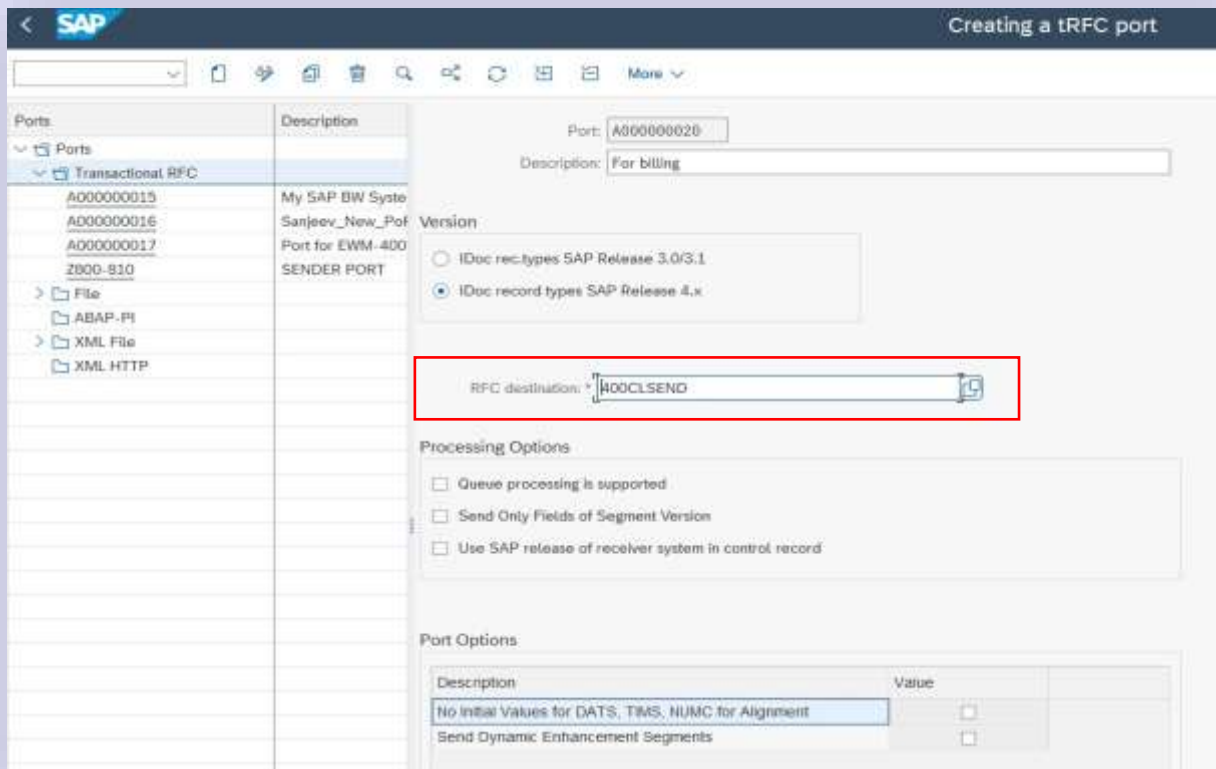 SAP Creating a tRFC port
More
Ports Description
Ports
Transactional RFC
A000000015 My SAP BW Syste
A000000016 Sanjeev_New_PoR
A000000017 Port for EWM-400
Z800-810 SENDER PORT
File
ABAP-PI
XML File
XML HTTP
Port: A000000020
Description: For billing
Version
IDoc rec.types SAP Release 3.0/3.1
IDoc record types SAP Release 4.x
RFC destination: * 400CLSEND
Processing Options
Queue processing is supported
Send Only Fields of Segment Version
Use SAP release of receiver system in control record
Port Options
Description Value
No Initial Values for DATS, TIMS, NUMC for Alignment
Send Dynamic Enhancement Segments